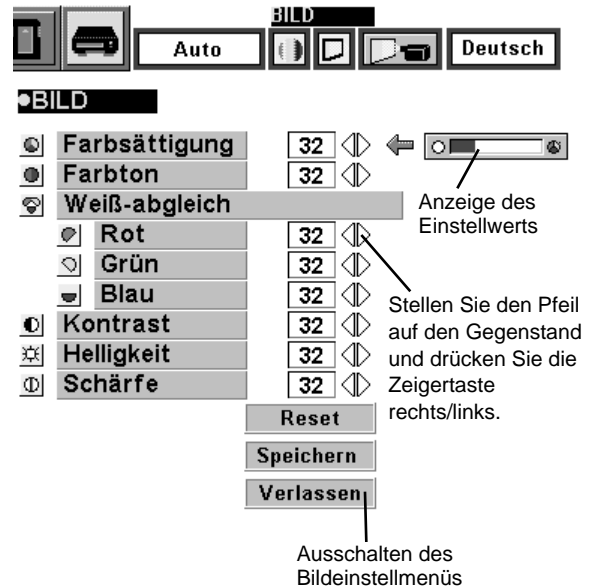 BILD
Auto
Deutsch
●BILD
Farbsättigung 32
Farbton 32
Anzeige des
Einstellwerts
Weiß-abgleich
Rot 32
Grün 32
Blau 32
Stellen Sie den Pfeil
auf den Gegenstand
und drücken Sie die
Zeigertaste
rechts/links.
Kontrast 32
Helligkeit 32
Schärfe 32
Reset
Speichern
Verlassen
Ausschalten des
Bildeinstellmenüs